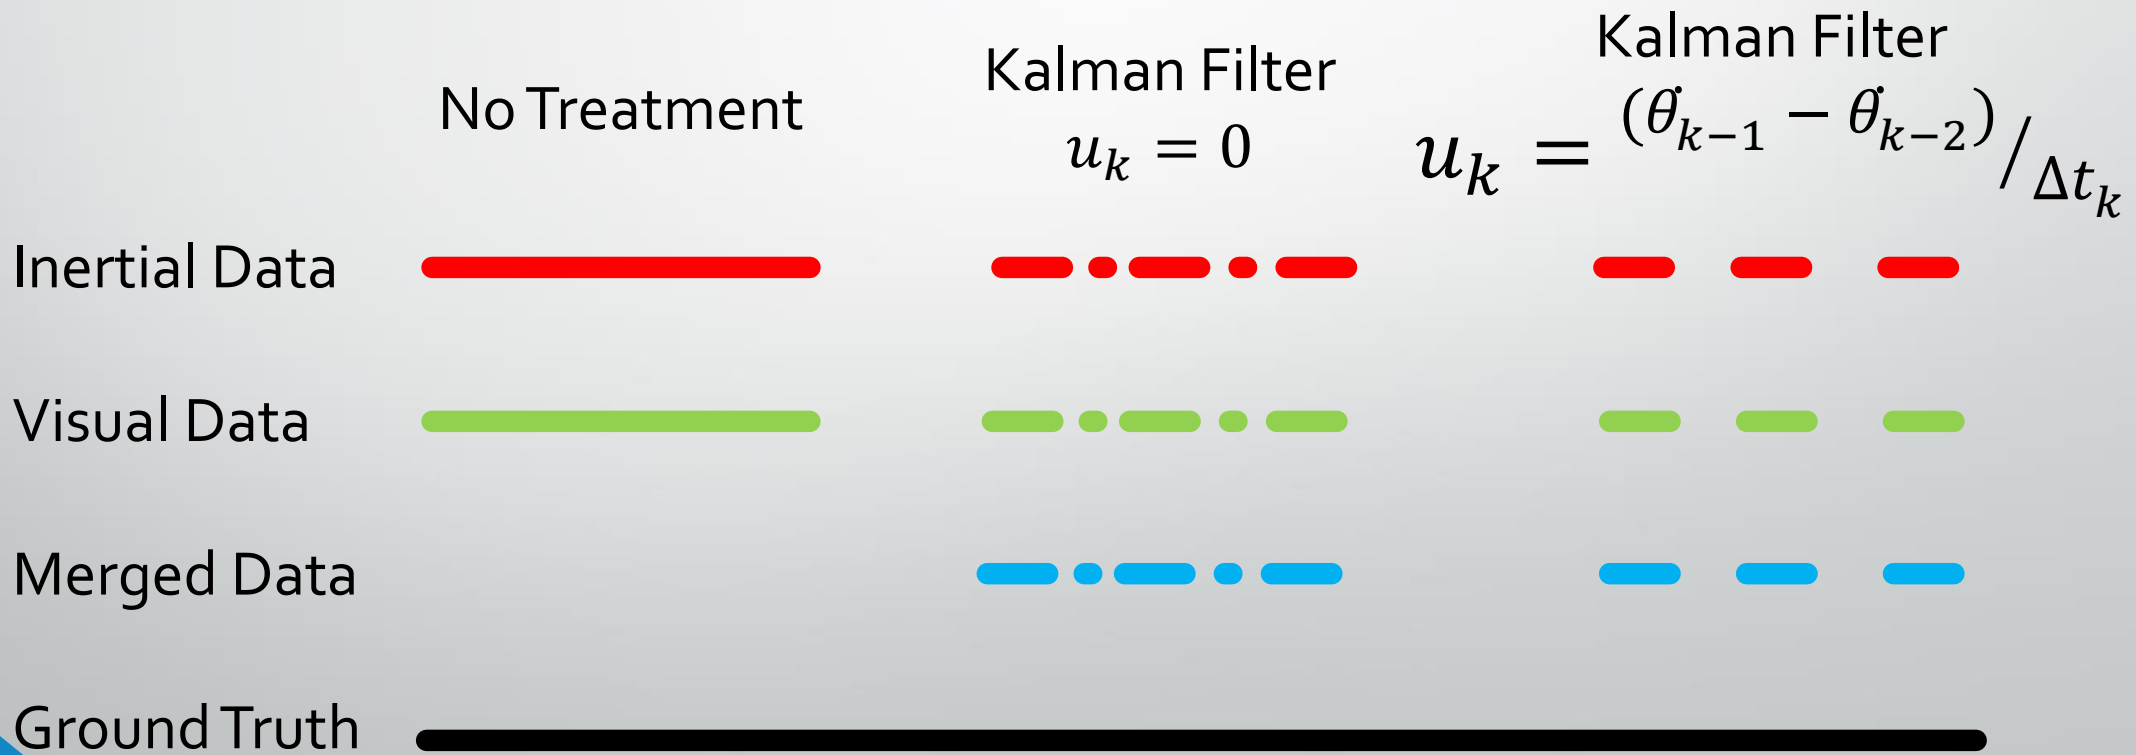 No Treatment
Kalman Filter
u_k = 0
Kalman Filter
u_k = (θ̇_{k−1} − θ̇_{k−2})/Δt_k
Inertial Data
Visual Data
Merged Data
Ground Truth